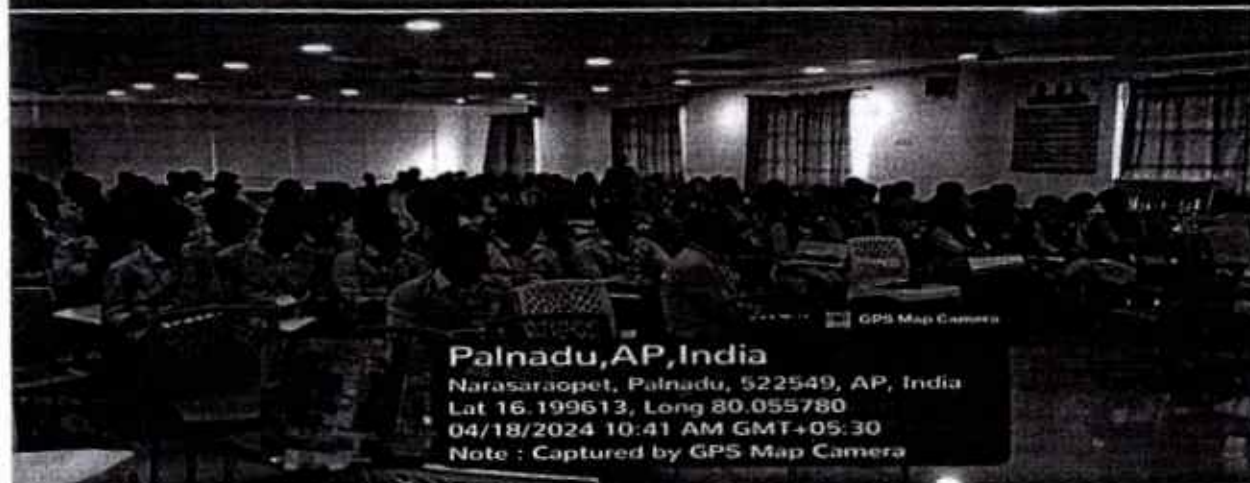 GPS Map Camera
Palnadu,AP,India
Narasaraopet, Palnadu, 522549, AP, India
Lat 16.199613, Long 80.055780
04/18/2024 10:41 AM GMT+05:30
Note : Captured by GPS Map Camera